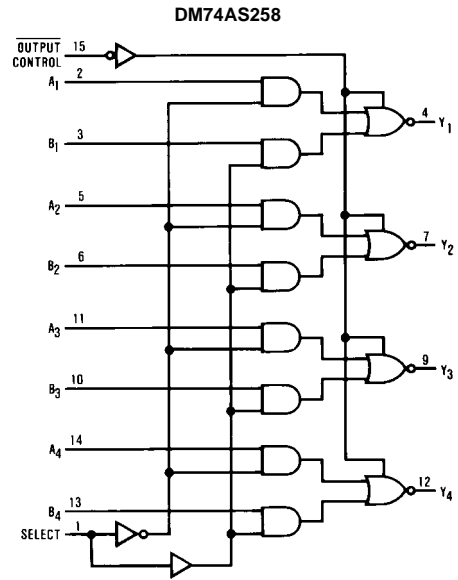 DM74AS258
OUTPUT CONTROL 15
A1 2
4 Y1
B1 3
A2 5
7 Y2
B2 6
A3 11
9 Y3
B3 10
A4 14
12 Y4
B4 13
SELECT 1